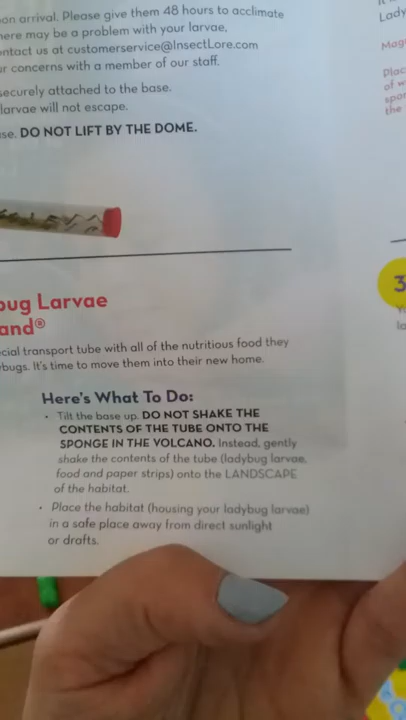 on arrival. Please give them 48 hours to acclimate
here may be a problem with your larvae,
ntact us at customerservice@InsectLore.com
r concerns with a member of our staff.
securely attached to the base.
larvae will not escape.
se. DO NOT LIFT BY THE DOME.
bug Larvae
and®
cial transport tube with all of the nutritious food they
bugs. It's time to move them into their new home.
Here's What To Do:
• Tilt the base up. DO NOT SHAKE THE
CONTENTS OF THE TUBE ONTO THE
SPONGE IN THE VOLCANO. Instead, gently
shake the contents of the tube (ladybug larvae,
food and paper strips) onto the LANDSCAPE
of the habitat.
• Place the habitat (housing your ladybug larvae)
in a safe place away from direct sunlight
or drafts.
Lady
Mag
Plac
of w
spon
the
3